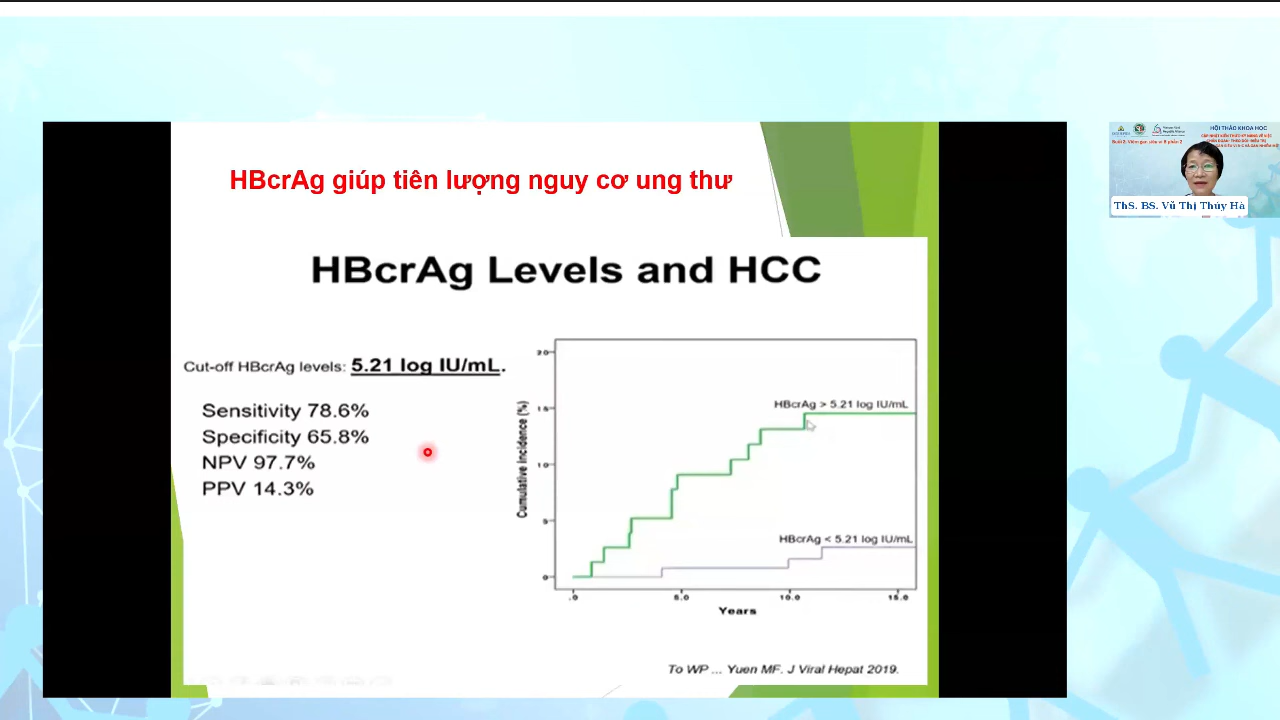 HBcrAg giúp tiên lượng nguy cơ ung thư
HBcrAg Levels and HCC
Cut-off HBcrAg levels: 5.21 log IU/mL.
Sensitivity 78.6%
Specificity 65.8%
NPV 97.7%
PPV 14.3%
Cumulative incidence (%)
20
15
10
5
0
HBcrAg > 5.21 log IU/mL
HBcrAg < 5.21 log IU/mL
.0 5.0 10.0 15.0
Years
To WP ... Yuen MF. J Viral Hepat 2019.
HỘI THẢO KHOA HỌC
ThS. BS. Vũ Thị Thúy Hà